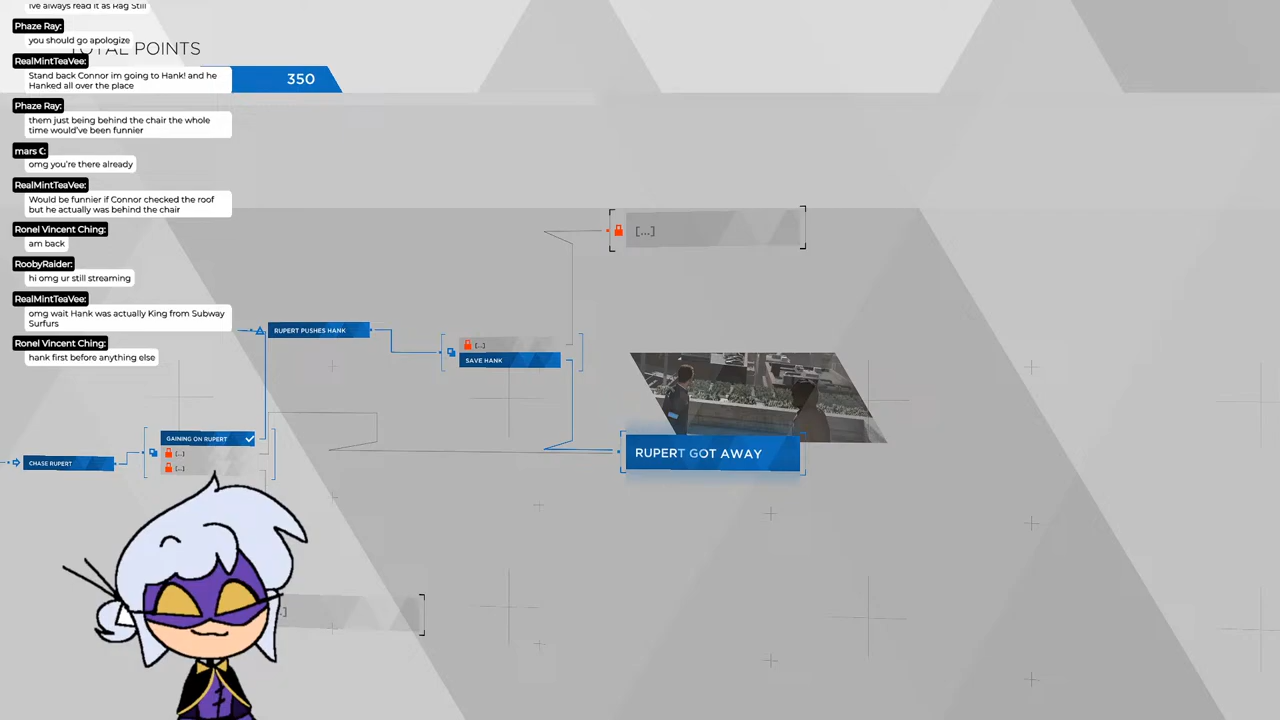 ive always read it as Rag Still
Phaze Ray:
you should go apologize
TOTAL POINTS
350
RealMintTeaVee:
Stand back Connor im going to Hank! and he
Hanked all over the place
Phaze Ray:
them just being behind the chair the whole
time would've been funnier
mars ☾:
omg you're there already
RealMintTeaVee:
Would be funnier if Connor checked the roof
but he actually was behind the chair
Ronel Vincent Ching:
am back
RoobyRaider:
hi omg ur still streaming
RealMintTeaVee:
omg wait Hank was actually King from Subway
Surfurs
Ronel Vincent Ching:
hank first before anything else
[...]
RUPERT PUSHES HANK
[...]
SAVE HANK
GAINING ON RUPERT
[...]
[...]
CHASE RUPERT
RUPERT GOT AWAY